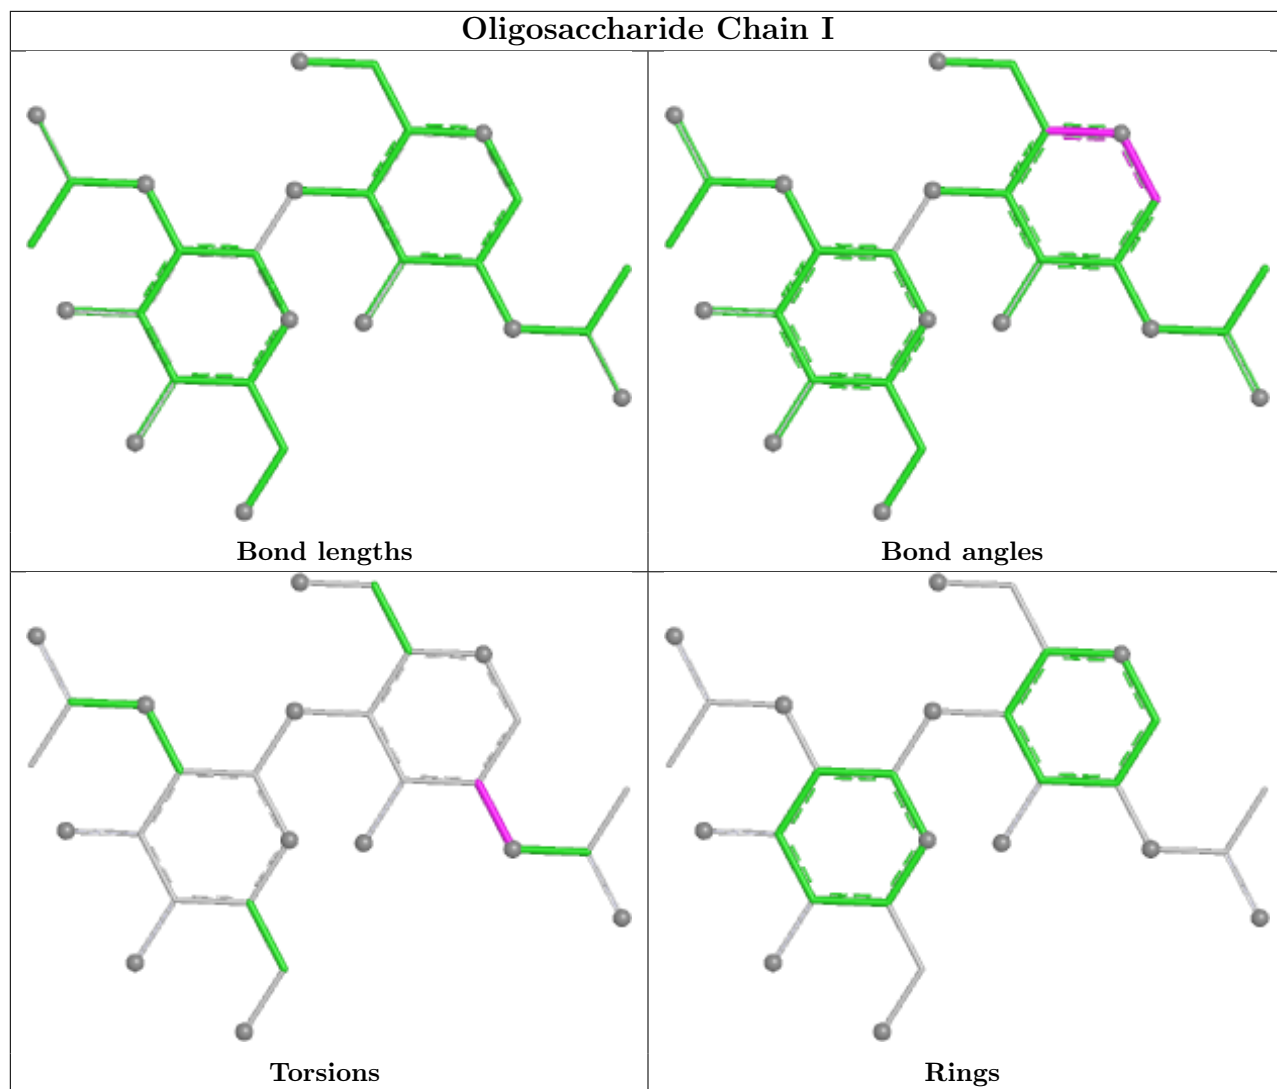 Oligosaccharide Chain I
Bond lengths
Bond angles
Torsions
Rings